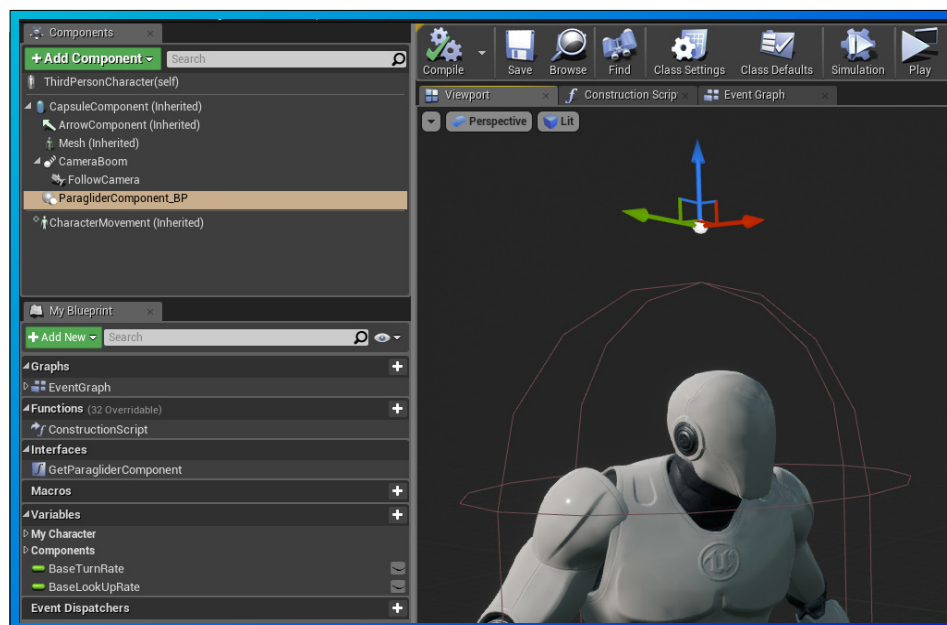 Components
+ Add Component
Search
ThirdPersonCharacter(self)
CapsuleComponent (Inherited)
ArrowComponent (Inherited)
Mesh (Inherited)
CameraBoom
FollowCamera
ParagliderComponent_BP
CharacterMovement (Inherited)
My Blueprint
+ Add New
Search
Graphs
EventGraph
Functions (32 Overridable)
ConstructionScript
Interfaces
GetParagliderComponent
Macros
Variables
My Character
Components
BaseTurnRate
BaseLookUpRate
Event Dispatchers
Compile
Save
Browse
Find
Class Settings
Class Defaults
Simulation
Play
Viewport
Construction Scrip
Event Graph
Perspective
Lit